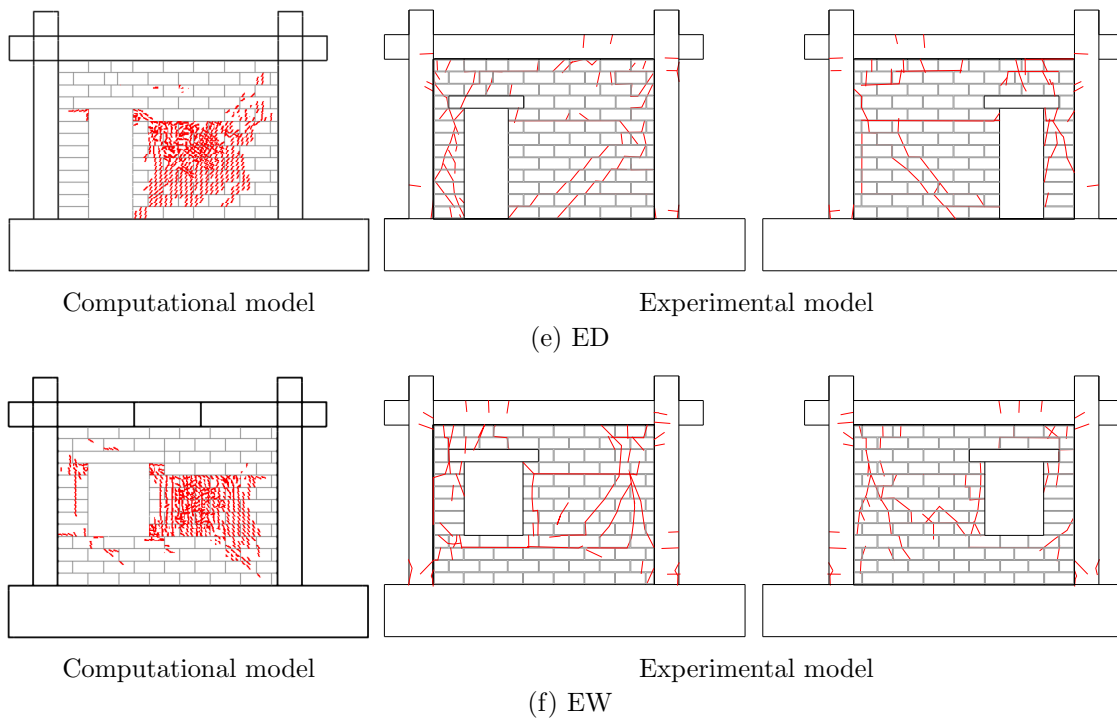 Computational model
Experimental model
(e) ED
Computational model
Experimental model
(f) EW